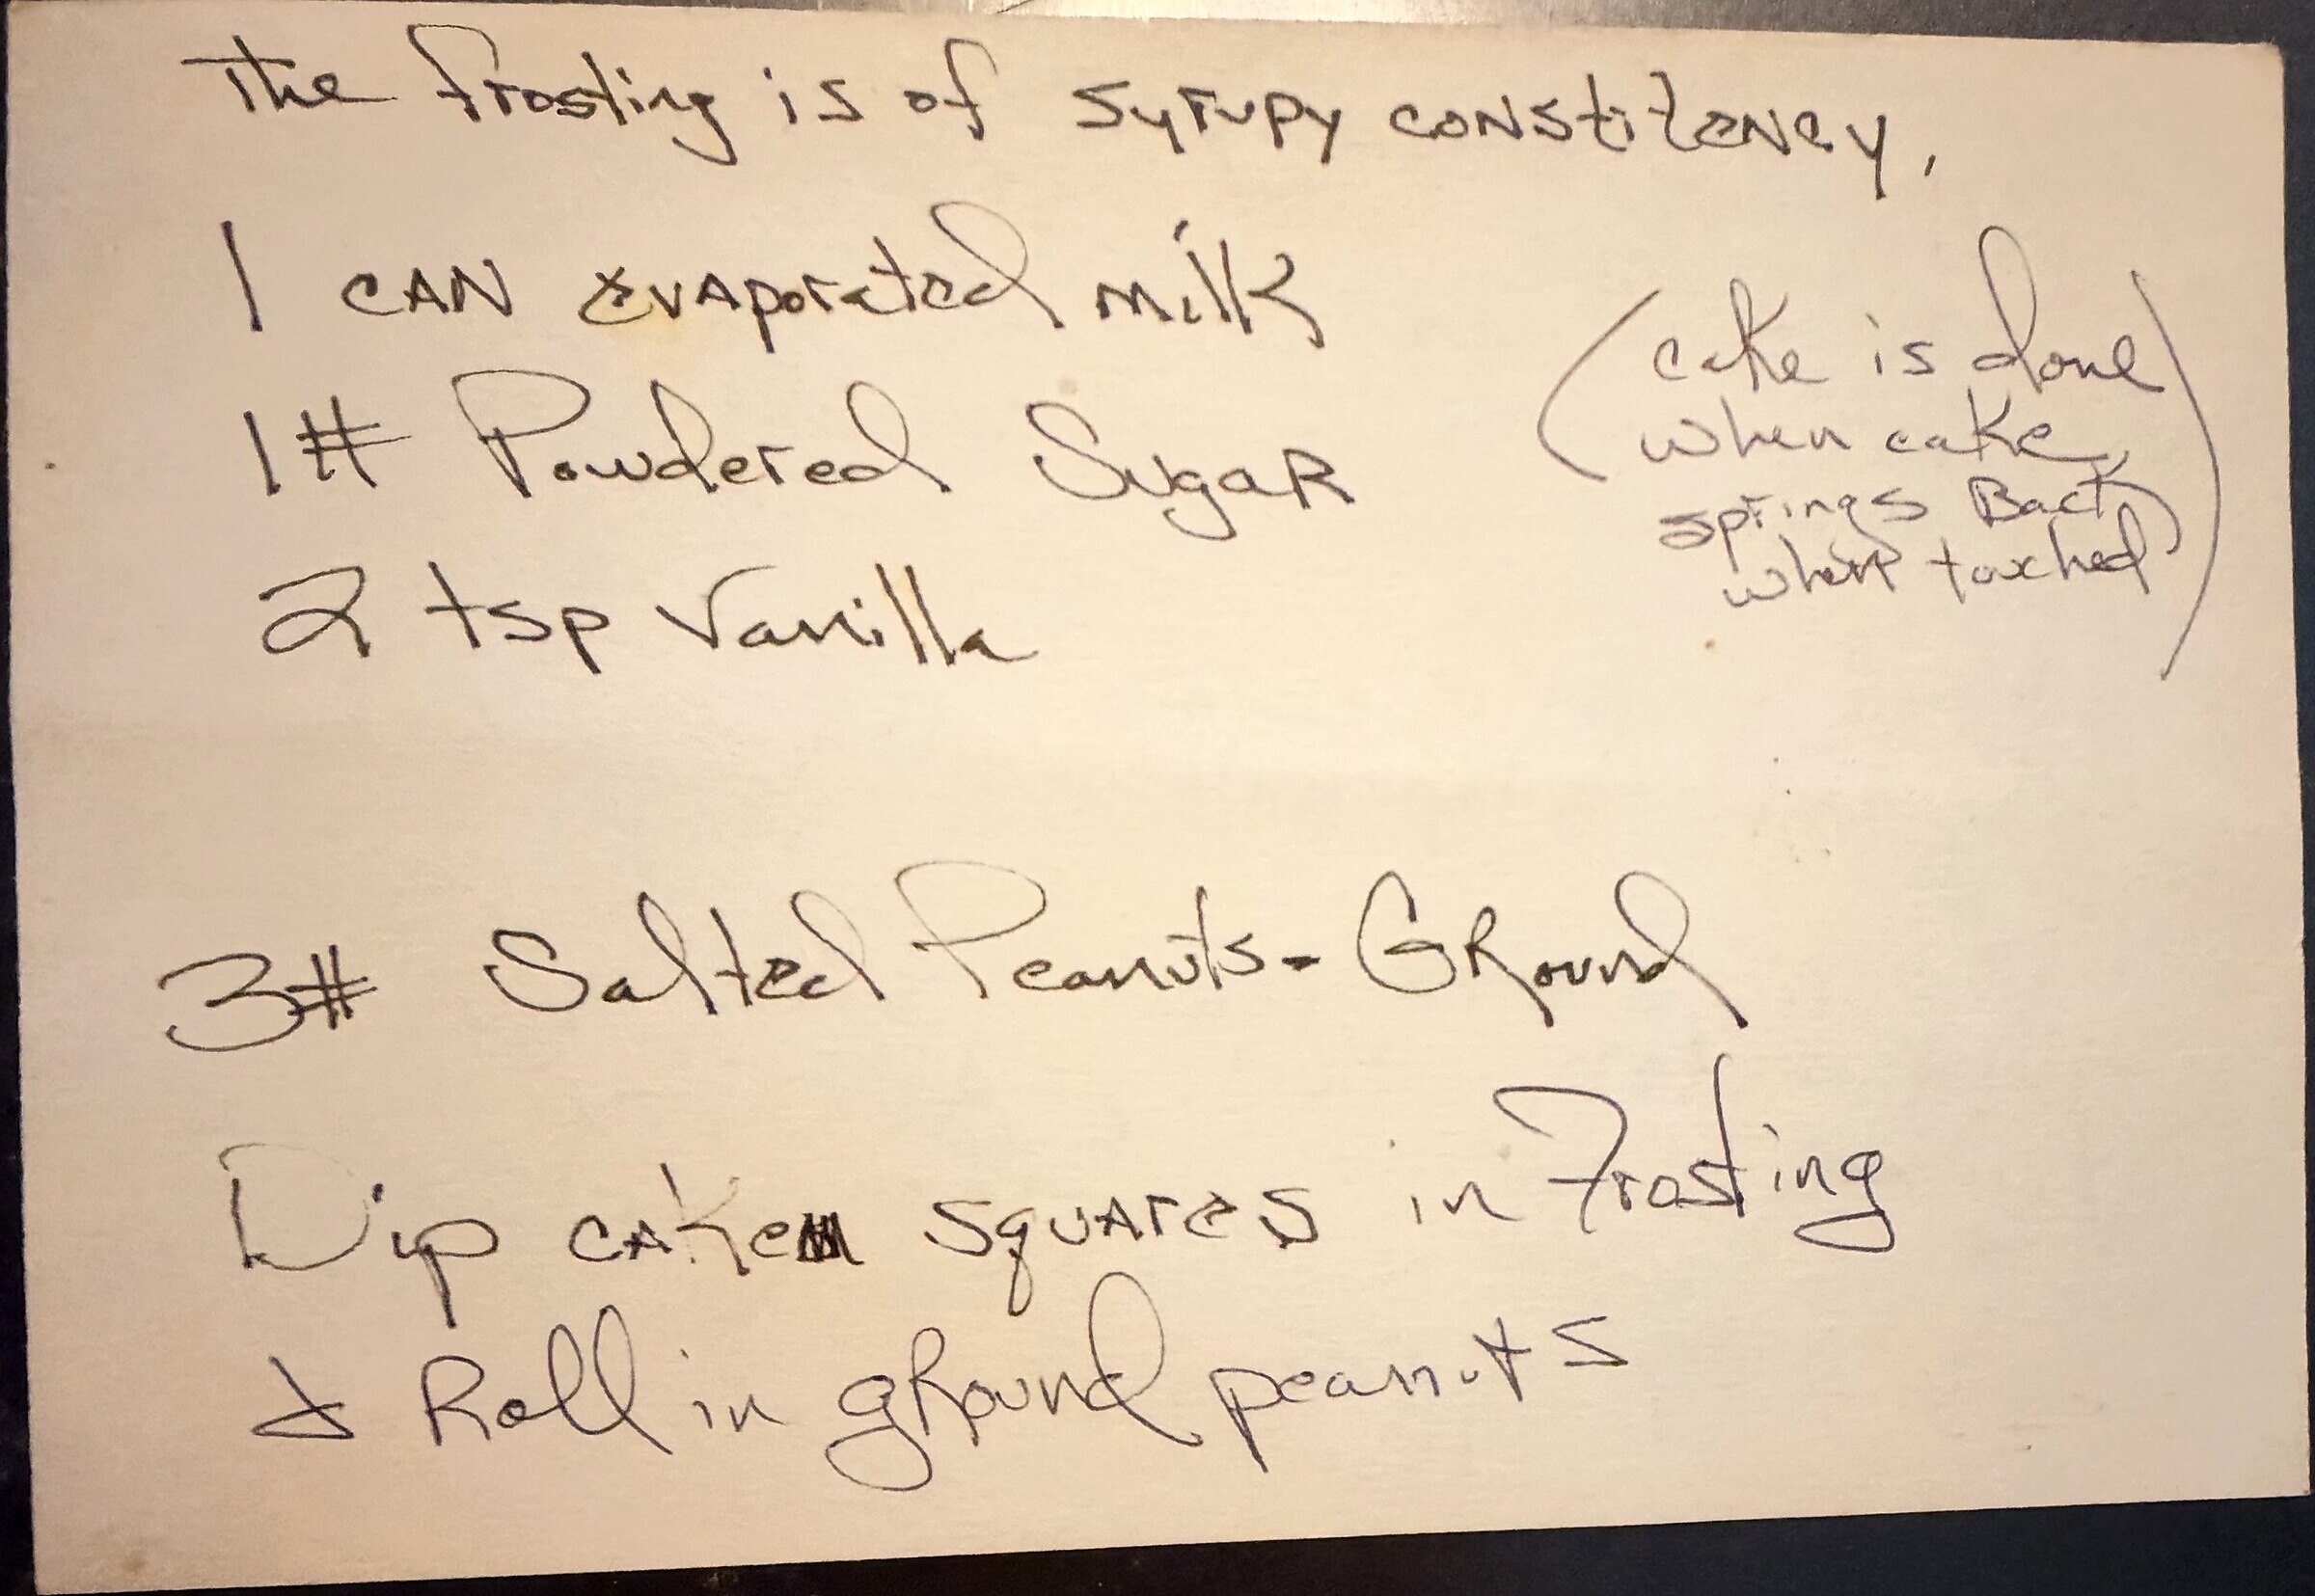 The frosting is of syrupy constitency,
1 can evaporated milk
1# Powdered Sugar
2 tsp Vanilla
(cake is done
when cake
springs Back
when touched)
3# Salted Peanuts - Ground
Dip cake squares in Frosting
& Roll in ground peanuts